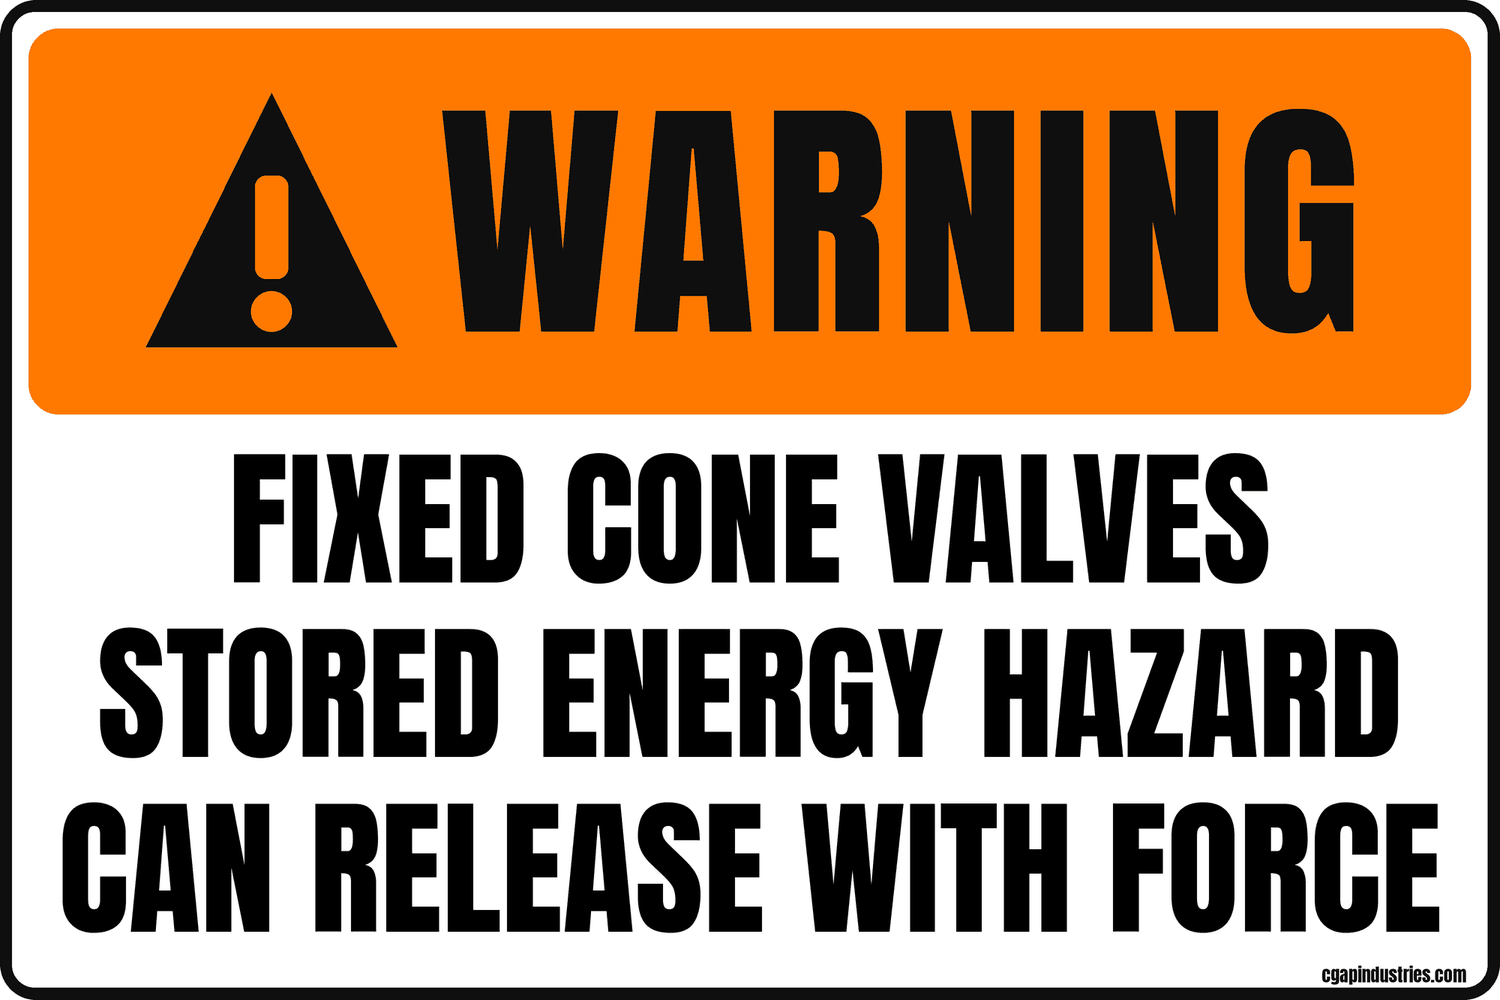 WARNING
FIXED CONE VALVES
STORED ENERGY HAZARD
CAN RELEASE WITH FORCE
cgapindustries.com